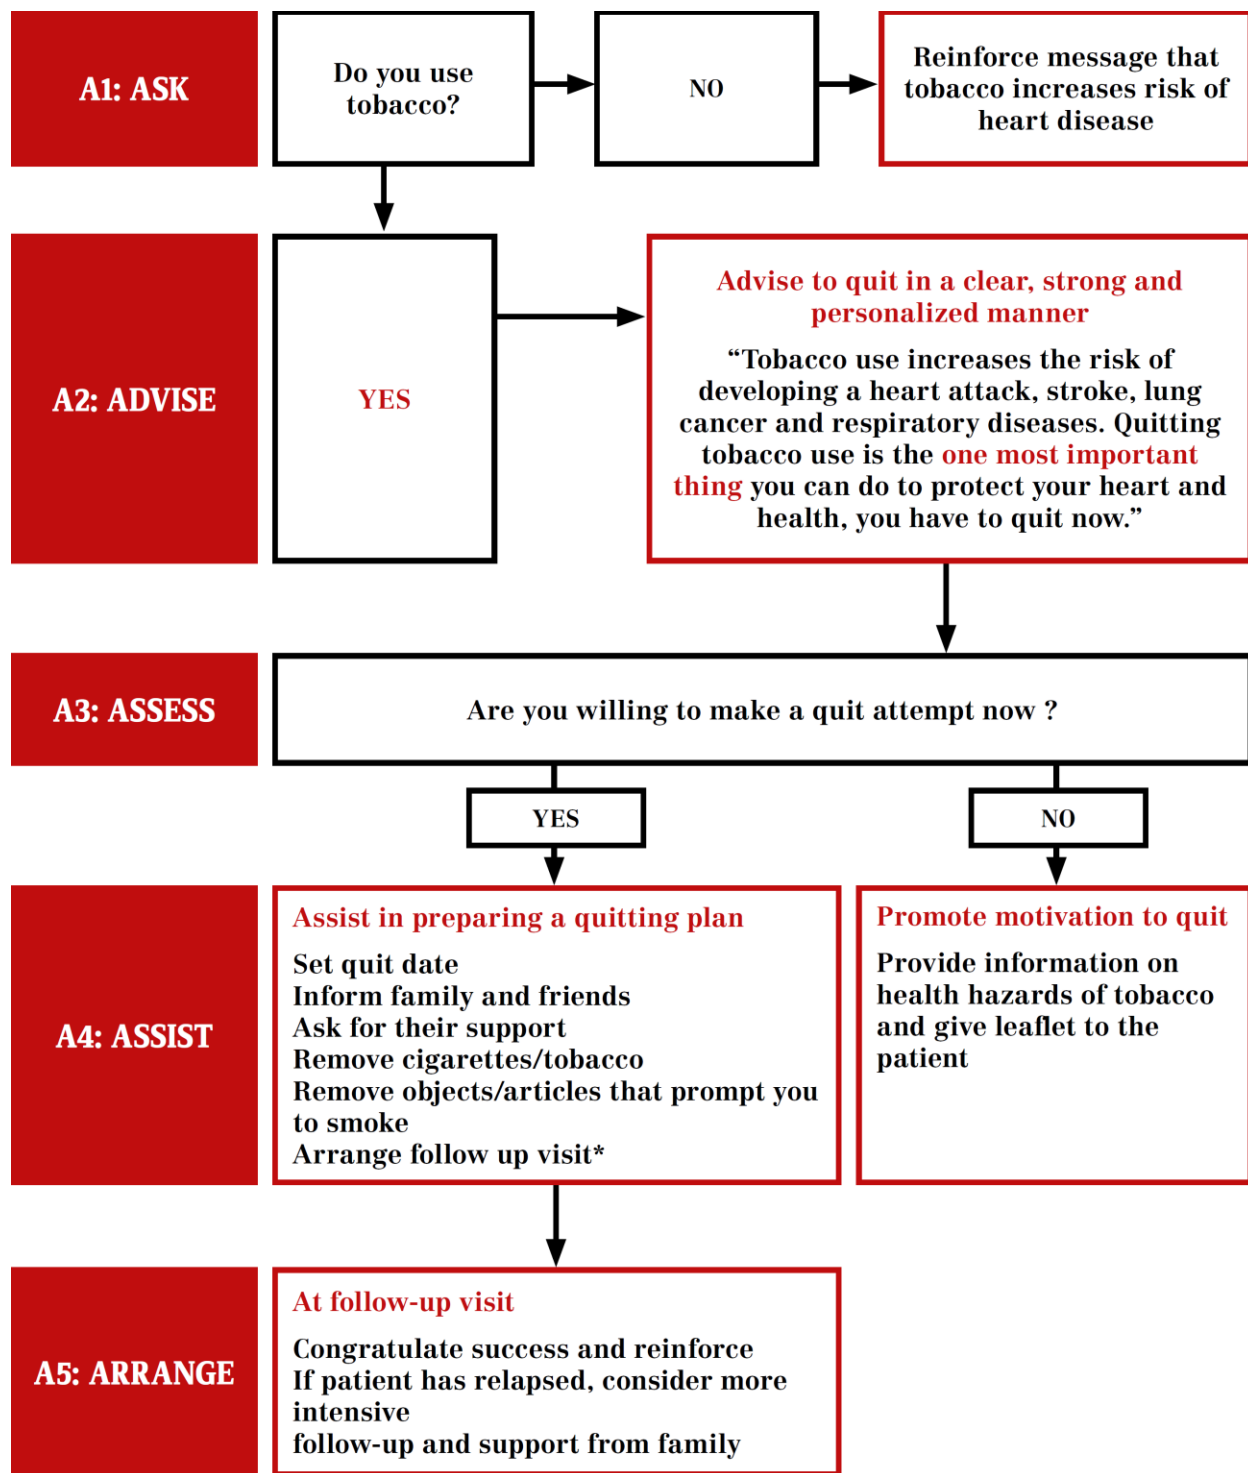 A1: ASK
Do you use
tobacco?
NO
Reinforce message that
tobacco increases risk of
heart disease
A2: ADVISE
YES
Advise to quit in a clear, strong and
personalized manner
“Tobacco use increases the risk of
developing a heart attack, stroke, lung
cancer and respiratory diseases. Quitting
tobacco use is the one most important
thing you can do to protect your heart and
health, you have to quit now.”
A3: ASSESS
Are you willing to make a quit attempt now ?
YES
NO
A4: ASSIST
Assist in preparing a quitting plan
Set quit date
Inform family and friends
Ask for their support
Remove cigarettes/tobacco
Remove objects/articles that prompt you
to smoke
Arrange follow up visit*
Promote motivation to quit
Provide information on
health hazards of tobacco
and give leaflet to the
patient
A5: ARRANGE
At follow-up visit
Congratulate success and reinforce
If patient has relapsed, consider more
intensive
follow-up and support from family